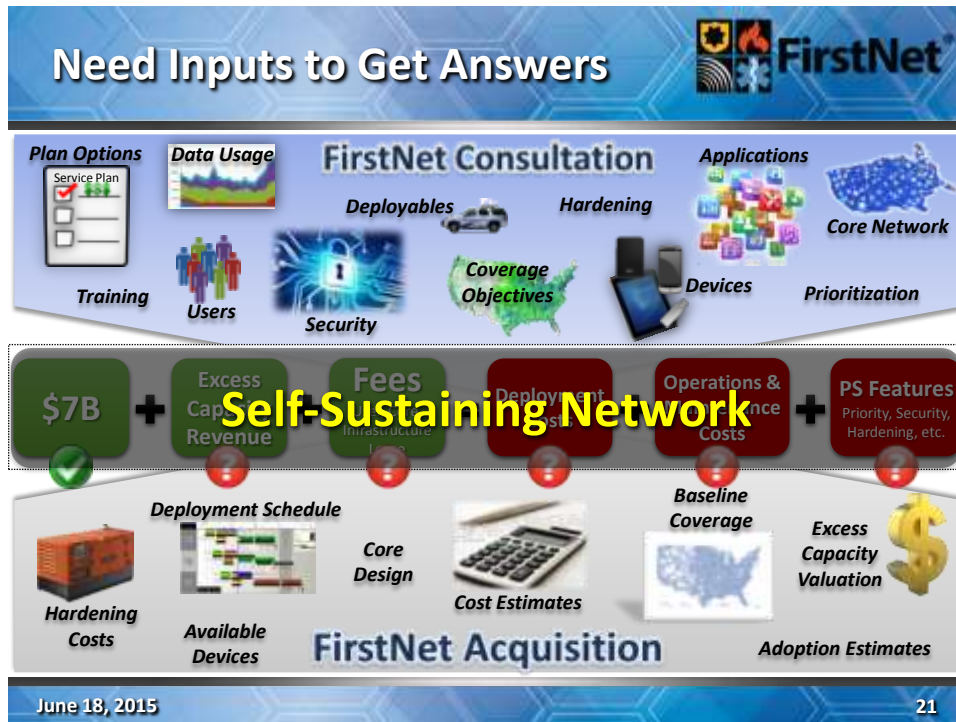 Need Inputs to Get Answers
FirstNet
Plan Options
Data Usage
FirstNet Consultation
Applications
Service Plan
Deployables
Hardening
Core Network
Coverage
Objectives
Training
Users
Security
Devices
Prioritization
$7B
Excess
Revenue
Fees
Infrastructure
Deployment
Operations &
Costs
PS Features
Priority, Security,
Hardening, etc.
Self-Sustaining Network
Deployment Schedule
Baseline
Coverage
Core
Design
Excess
Capacity
Valuation
Cost Estimates
Hardening
Costs
Available
Devices
FirstNet Acquisition
Adoption Estimates
June 18, 2015
21